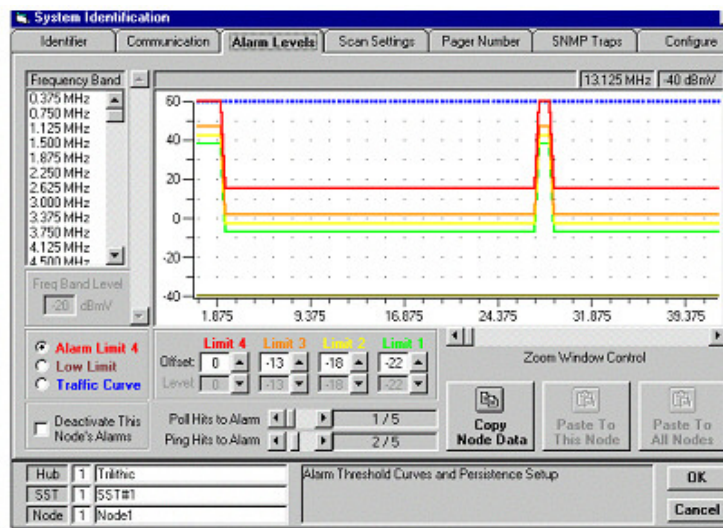 System Identification
Identifier Communication Alarm Levels Scan Settings Pager Number SNMP Traps Configure
Frequency Band 13.125 MHz -40 dBmV
0.375 MHz
0.750 MHz
1.125 MHz
1.500 MHz
1.875 MHz
2.250 MHz
2.625 MHz
3.000 MHz
3.375 MHz
3.750 MHz
4.125 MHz
4.500 MHz
60
40
20
0
-20
-40
1.875 9.375 16.875 24.375 31.875 39.375
Freq Band Level
-20 dBmV
Alarm Limit 4
Low Limit
Traffic Curve
Deactivate This
Node's Alarms
Limit 4 Limit 3 Limit 2 Limit 1
Offset: 0 -13 -18 -22
Level: 0 -13 -18 -22
Poll Hits to Alarm 1 / 5
Ping Hits to Alarm 2 / 5
Zoom Window Control
Copy
Node Data
Paste To
This Node
Paste To
All Nodes
Hub 1 Trilithic
SST 1 SST#1
Node 1 Node1
Alarm Threshold Curves and Persistence Setup
OK
Cancel